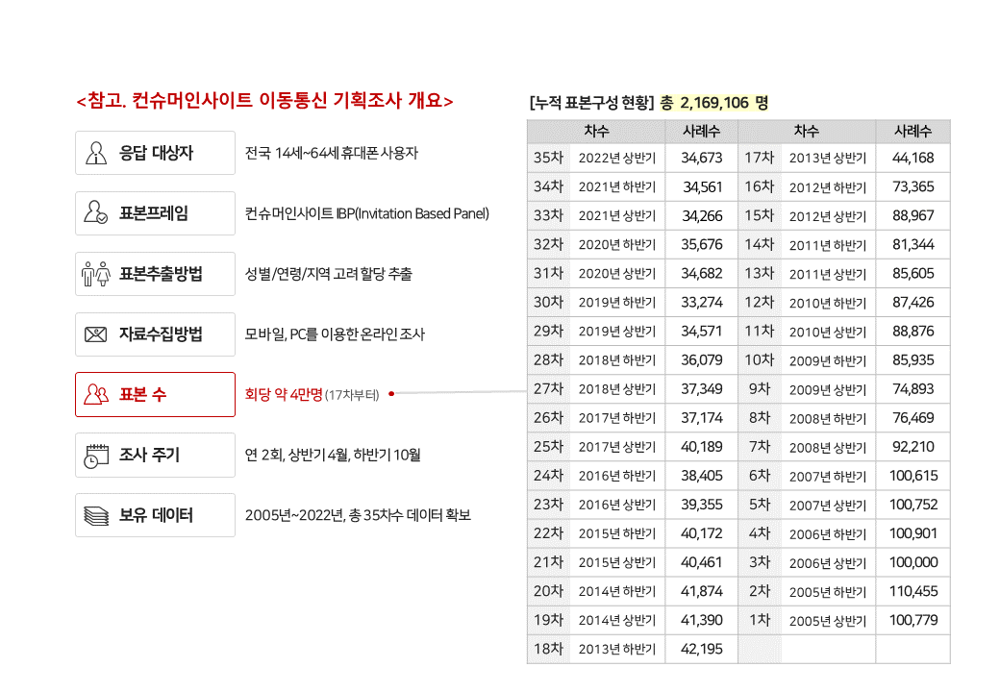 <참고. 컨슈머인사이트 이동통신 기획조사 개요>
응답 대상자 전국 14세~64세 휴대폰 사용자
표본프레임 컨슈머인사이트 IBP(Invitation Based Panel)
표본추출방법 성별/연령/지역 고려 할당 추출
자료수집방법 모바일, PC를 이용한 온라인 조사
표본 수 회당 약 4만명(17차부터)
조사 주기 연 2회, 상반기 4월, 하반기 10월
보유 데이터 2005년~2022년, 총 35차수 데이터 확보
[누적 표본구성 현황] 총 2,169,106 명
차수 사례수 차수 사례수
35차 2022년 상반기 34,673 17차 2013년 상반기 44,168
34차 2021년 하반기 34,561 16차 2012년 하반기 73,365
33차 2021년 상반기 34,266 15차 2012년 상반기 88,967
32차 2020년 하반기 35,676 14차 2011년 하반기 81,344
31차 2020년 상반기 34,682 13차 2011년 상반기 85,605
30차 2019년 하반기 33,274 12차 2010년 하반기 87,426
29차 2019년 상반기 34,571 11차 2010년 상반기 88,876
28차 2018년 하반기 36,079 10차 2009년 하반기 85,935
27차 2018년 상반기 37,349 9차 2009년 상반기 74,893
26차 2017년 하반기 37,174 8차 2008년 하반기 76,469
25차 2017년 상반기 40,189 7차 2008년 상반기 92,210
24차 2016년 하반기 38,405 6차 2007년 하반기 100,615
23차 2016년 상반기 39,355 5차 2007년 상반기 100,752
22차 2015년 하반기 40,172 4차 2006년 하반기 100,901
21차 2015년 상반기 40,461 3차 2006년 상반기 100,000
20차 2014년 하반기 41,874 2차 2005년 하반기 110,455
19차 2014년 상반기 41,390 1차 2005년 상반기 100,779
18차 2013년 하반기 42,195